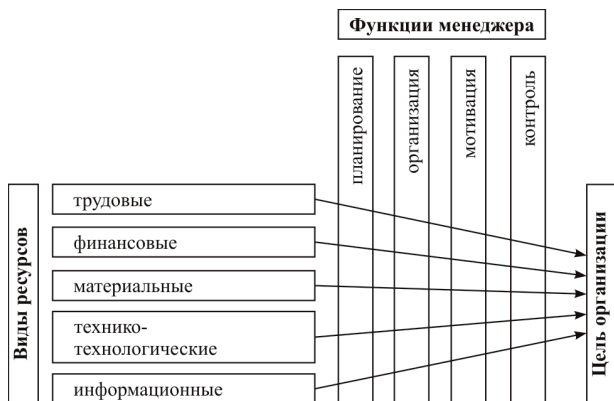 Функции менеджера
планирование
организация
мотивация
контроль
Виды ресурсов
трудовые
финансовые
материальные
технико-
технологические
информационные
Цель организации